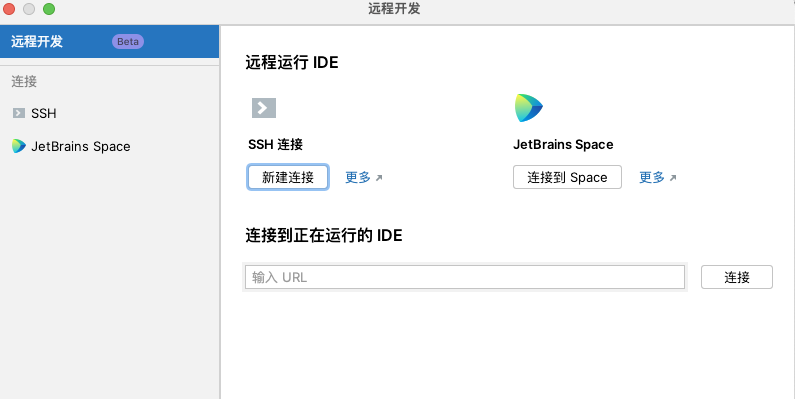 远程开发
远程开发 Beta
连接
SSH
JetBrains Space
远程运行 IDE
SSH 连接
新建连接 更多
JetBrains Space
连接到 Space 更多
连接到正在运行的 IDE
输入 URL 连接